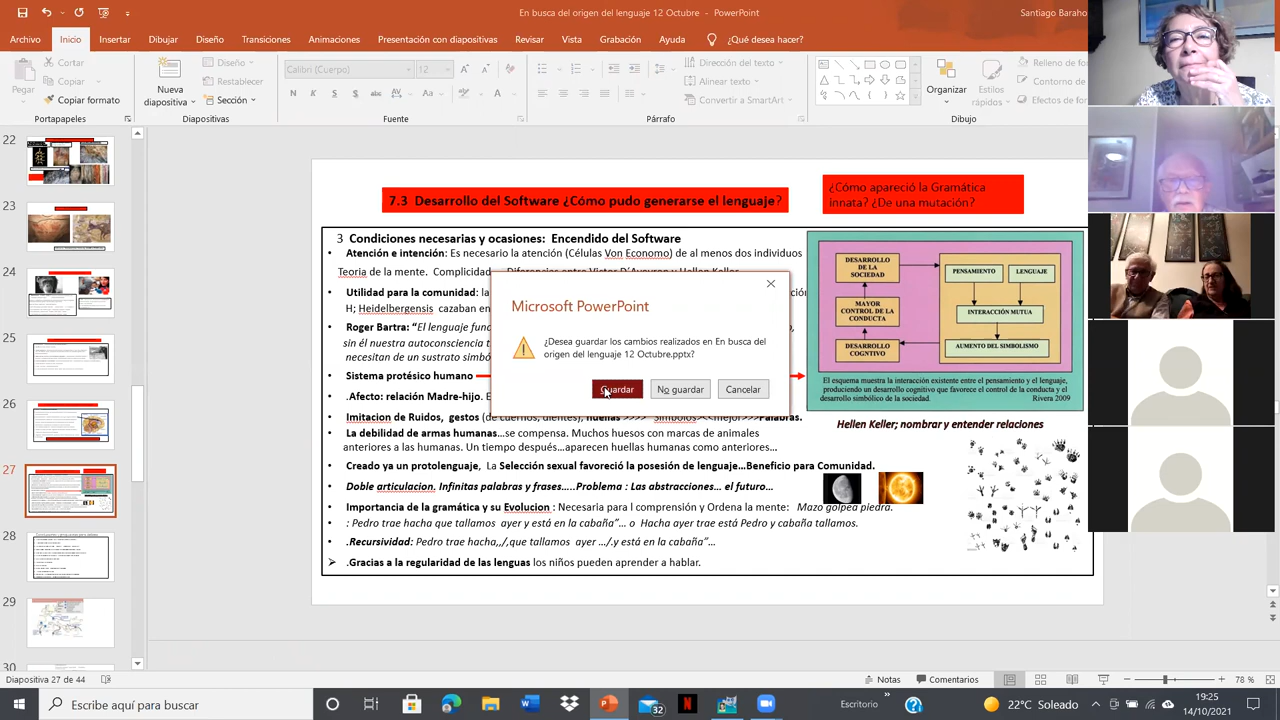 En busca del origen del lenguaje 12 Octubre - PowerPoint
Santiago Baraho
Archivo Inicio Insertar Dibujar Diseño Transiciones Animaciones Presentación con diapositivas Revisar Vista Grabación Ayuda ¿Qué desea hacer?
Pegar
Cortar
Copiar
Copiar formato
Portapapeles
Nueva
diapositiva
Diseño
Restablecer
Sección
Diapositivas
Calibri (Cuerpo) 12
Fuente
Dirección del texto
Alinear texto
Convertir a SmartArt
Párrafo
Organizar
Estilos
rápidos
Relleno de fo
Contorno de
Efectos de fo
Dibujo
22
23
24
25
26
27
28
29
30
7.3 Desarrollo del Software ¿Cómo pudo generarse el lenguaje?
¿Cómo apareció la Gramática
innata? ¿De una mutación?
3 Condiciones necesarias y ocasiones: Encendido del Software
• Atención e intención: Es necesario la atención (Células Von Economo) de al menos dos individuos
Teoria de la mente. Complicidad
• Utilidad para la comunidad: la
H; Heidelbergensis cazaban en
• Roger Bartra: “El lenguaje fun
sin él nuestra autoconsciencia
necesitan de un sustrato simbó
• Sistema protésico humano
• .Afecto: relación Madre-hijo.
Imitacion de Ruidos, gestos
• La debilidad de armas humanas…se compensa. Muchos huesos con marcas de animales
anteriores a las humanas. Un tiempo después…aparecen huellas humanas como anteriores…
• Creado ya un protolenguaje, La Selección sexual favoreció la posesión de lenguaje…Beneficio para Comunidad.
• Doble articulacion. Infinitas palabras y frases…..Problema : Las abstracciones… el futuro…
• Importancia de la gramática y su Evolucion : Necesaria para l comprensión y Ordena la mente: Mazo golpea piedra.
• : Pedro trae hacha que tallamos ayer y está en la cabaña”… o Hacha ayer trae está Pedro y cabaña tallamos.
• .Recursividad: Pedro trae hacha,./ que tallamos ayer …/.y está en la cabaña”…
➢ .Gracias a la regularidad de las lenguas los niños pueden aprender a hablar.
DESARROLLO
DE LA
SOCIEDAD
MAYOR
CONTROL DE LA
CONDUCTA
DESARROLLO
COGNTIVO
PENSAMIENTO
LENGUAJE
INTERACCIÓN MUTUA
AUMENTO DEL SIMBOLISMO
El esquema muestra la interacción existente entre el pensamiento y el lenguaje,
produciendo un desarrollo cognitivo que favorece el control de la conducta y el
desarrollo simbólico de la sociedad. Rivera 2009
Hellen Keller; nombrar y entender relaciones
Microsoft PowerPoint
¿Desea guardar los cambios realizados en En busca del
origen del lenguaje 12 Octubre.pptx?
Guardar No guardar Cancelar
Diapositiva 27 de 44
Notas Comentarios 78 %
Escribe aquí para buscar
32
Escritorio
22°C Soleado
19:25
14/10/2021